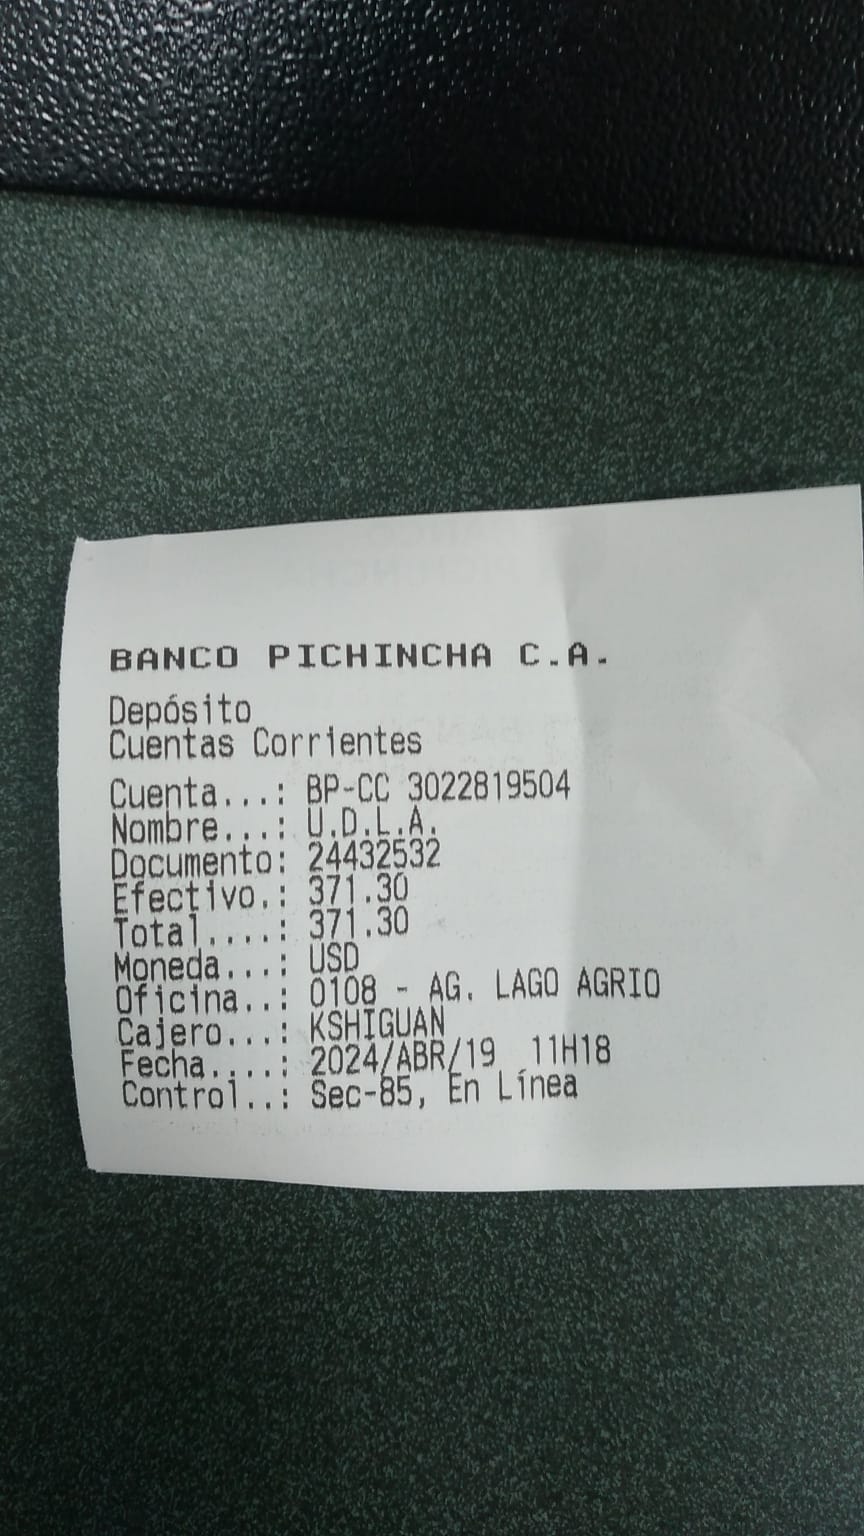 BANCO PICHINCHA C.A.
Depósito
Cuentas Corrientes
Cuenta...: BP-CC 3022819504
Nombre...: U.D.L.A.
Documento: 24432532
Efectivo.: 371.30
Total....: 371.30
Moneda...: USD
Oficina..: 0108 - AG. LAGO AGRIO
Cajero...: KSHIGUAN
Fecha....: 2024/ABR/19 11H18
Control..: Sec-85, En Línea